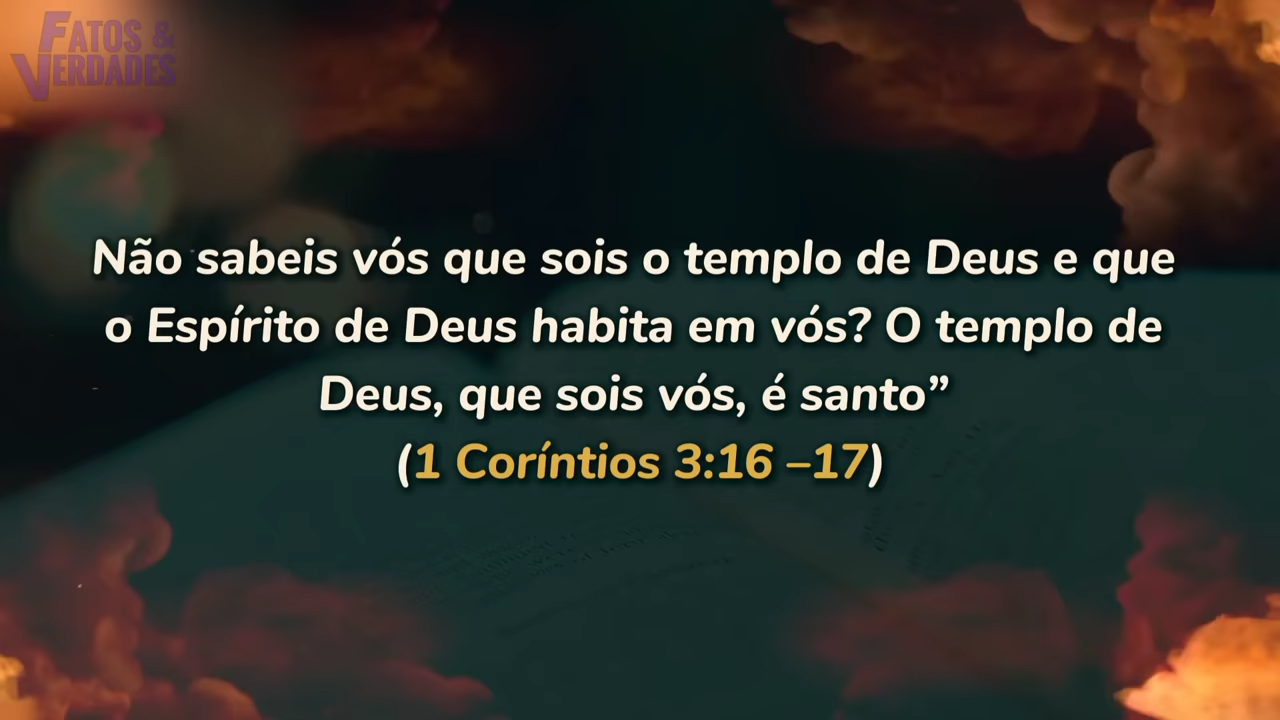 FATOS &
VERDADES
Não sabeis vós que sois o templo de Deus e que
o Espírito de Deus habita em vós? O templo de
Deus, que sois vós, é santo”
(1 Coríntios 3:16 –17)